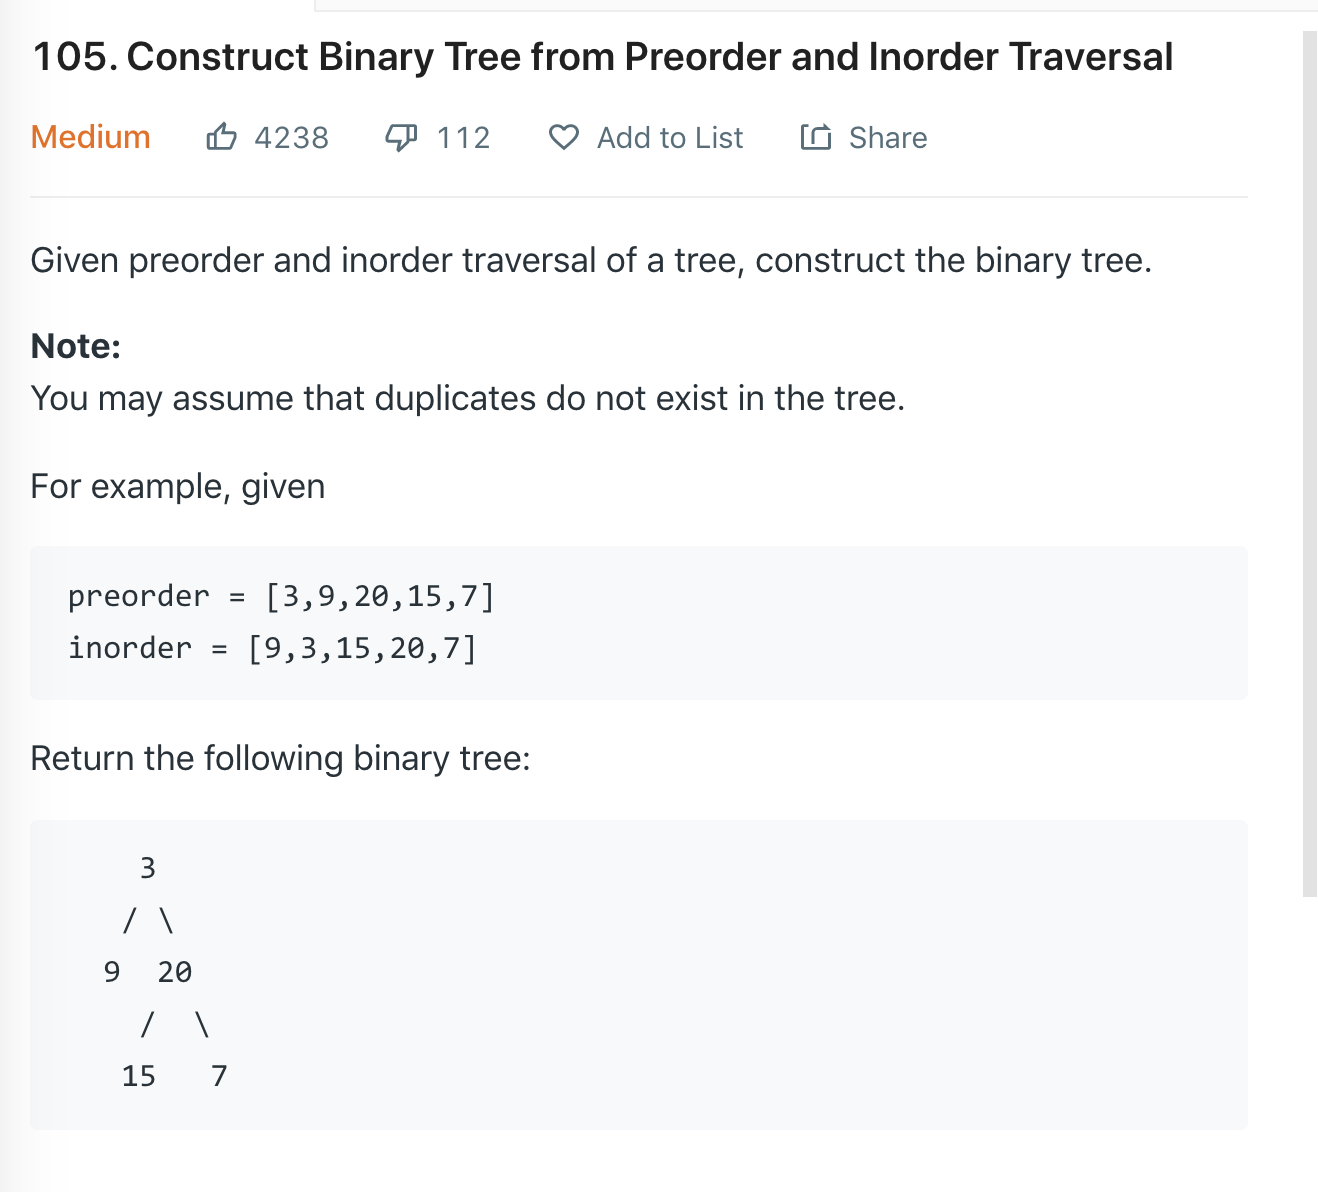 105. Construct Binary Tree from Preorder and Inorder Traversal
Medium 4238 112 Add to List Share
Given preorder and inorder traversal of a tree, construct the binary tree.
Note:
You may assume that duplicates do not exist in the tree.
For example, given
preorder = [3,9,20,15,7]
inorder = [9,3,15,20,7]
Return the following binary tree:
    3
   / \
  9  20
    /  \
   15   7